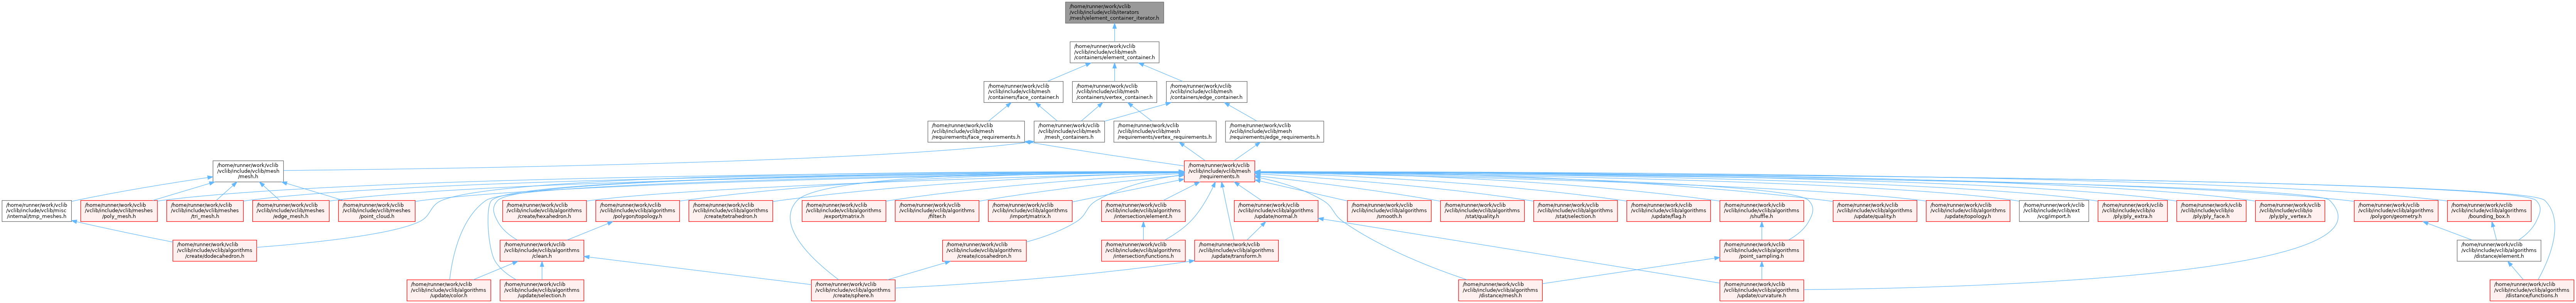 /home/runner/work/vclib
/vclib/include/vclib/iterators
/mesh/element_container_iterator.h
/home/runner/work/vclib
/vclib/include/vclib/mesh
/containers/element_container.h
/home/runner/work/vclib
/vclib/include/vclib/mesh
/containers/face_container.h
/home/runner/work/vclib
/vclib/include/vclib/mesh
/containers/vertex_container.h
/home/runner/work/vclib
/vclib/include/vclib/mesh
/containers/edge_container.h
/home/runner/work/vclib
/vclib/include/vclib/mesh
/requirements/face_requirements.h
/home/runner/work/vclib
/vclib/include/vclib/mesh
/mesh_containers.h
/home/runner/work/vclib
/vclib/include/vclib/mesh
/requirements/vertex_requirements.h
/home/runner/work/vclib
/vclib/include/vclib/mesh
/requirements/edge_requirements.h
/home/runner/work/vclib
/vclib/include/vclib/mesh
/mesh.h
/home/runner/work/vclib
/vclib/include/vclib/mesh
/requirements.h
/home/runner/work/vclib
/vclib/include/vclib/misc
/internal/tmp_meshes.h
/home/runner/work/vclib
/vclib/include/vclib/meshes
/poly_mesh.h
/home/runner/work/vclib
/vclib/include/vclib/meshes
/tri_mesh.h
/home/runner/work/vclib
/vclib/include/vclib/meshes
/edge_mesh.h
/home/runner/work/vclib
/vclib/include/vclib/meshes
/point_cloud.h
/home/runner/work/vclib
/vclib/include/vclib/algorithms
/create/hexahedron.h
/home/runner/work/vclib
/vclib/include/vclib/algorithms
/polygon/topology.h
/home/runner/work/vclib
/vclib/include/vclib/algorithms
/create/tetrahedron.h
/home/runner/work/vclib
/vclib/include/vclib/algorithms
/export/matrix.h
/home/runner/work/vclib
/vclib/include/vclib/algorithms
/filter.h
/home/runner/work/vclib
/vclib/include/vclib/algorithms
/import/matrix.h
/home/runner/work/vclib
/vclib/include/vclib/algorithms
/intersection/element.h
/home/runner/work/vclib
/vclib/include/vclib/algorithms
/update/normal.h
/home/runner/work/vclib
/vclib/include/vclib/algorithms
/smooth.h
/home/runner/work/vclib
/vclib/include/vclib/algorithms
/stat/quality.h
/home/runner/work/vclib
/vclib/include/vclib/algorithms
/stat/selection.h
/home/runner/work/vclib
/vclib/include/vclib/algorithms
/update/flag.h
/home/runner/work/vclib
/vclib/include/vclib/algorithms
/shuffle.h
/home/runner/work/vclib
/vclib/include/vclib/algorithms
/update/quality.h
/home/runner/work/vclib
/vclib/include/vclib/algorithms
/update/topology.h
/home/runner/work/vclib
/vclib/include/vclib/ext
/vcg/import.h
/home/runner/work/vclib
/vclib/include/vclib/io
/ply/ply_extra.h
/home/runner/work/vclib
/vclib/include/vclib/io
/ply/ply_face.h
/home/runner/work/vclib
/vclib/include/vclib/io
/ply/ply_vertex.h
/home/runner/work/vclib
/vclib/include/vclib/algorithms
/polygon/geometry.h
/home/runner/work/vclib
/vclib/include/vclib/algorithms
/bounding_box.h
/home/runner/work/vclib
/vclib/include/vclib/algorithms
/create/dodecahedron.h
/home/runner/work/vclib
/vclib/include/vclib/algorithms
/clean.h
/home/runner/work/vclib
/vclib/include/vclib/algorithms
/create/icosahedron.h
/home/runner/work/vclib
/vclib/include/vclib/algorithms
/intersection/functions.h
/home/runner/work/vclib
/vclib/include/vclib/algorithms
/update/transform.h
/home/runner/work/vclib
/vclib/include/vclib/algorithms
/point_sampling.h
/home/runner/work/vclib
/vclib/include/vclib/algorithms
/distance/element.h
/home/runner/work/vclib
/vclib/include/vclib/algorithms
/update/color.h
/home/runner/work/vclib
/vclib/include/vclib/algorithms
/update/selection.h
/home/runner/work/vclib
/vclib/include/vclib/algorithms
/create/sphere.h
/home/runner/work/vclib
/vclib/include/vclib/algorithms
/distance/mesh.h
/home/runner/work/vclib
/vclib/include/vclib/algorithms
/update/curvature.h
/home/runner/work/vclib
/vclib/include/vclib/algorithms
/distance/functions.h